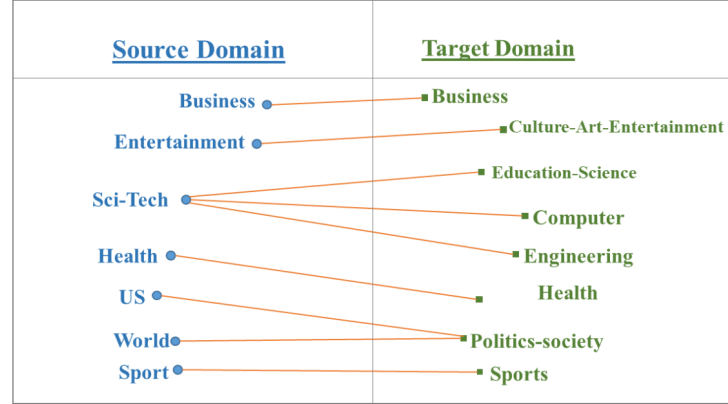 Source Domain
Target Domain
Business
Business
Entertainment
Culture-Art-Entertainment
Sci-Tech
Education-Science
Computer
Engineering
Health
Health
US
World
Politics-society
Sport
Sports